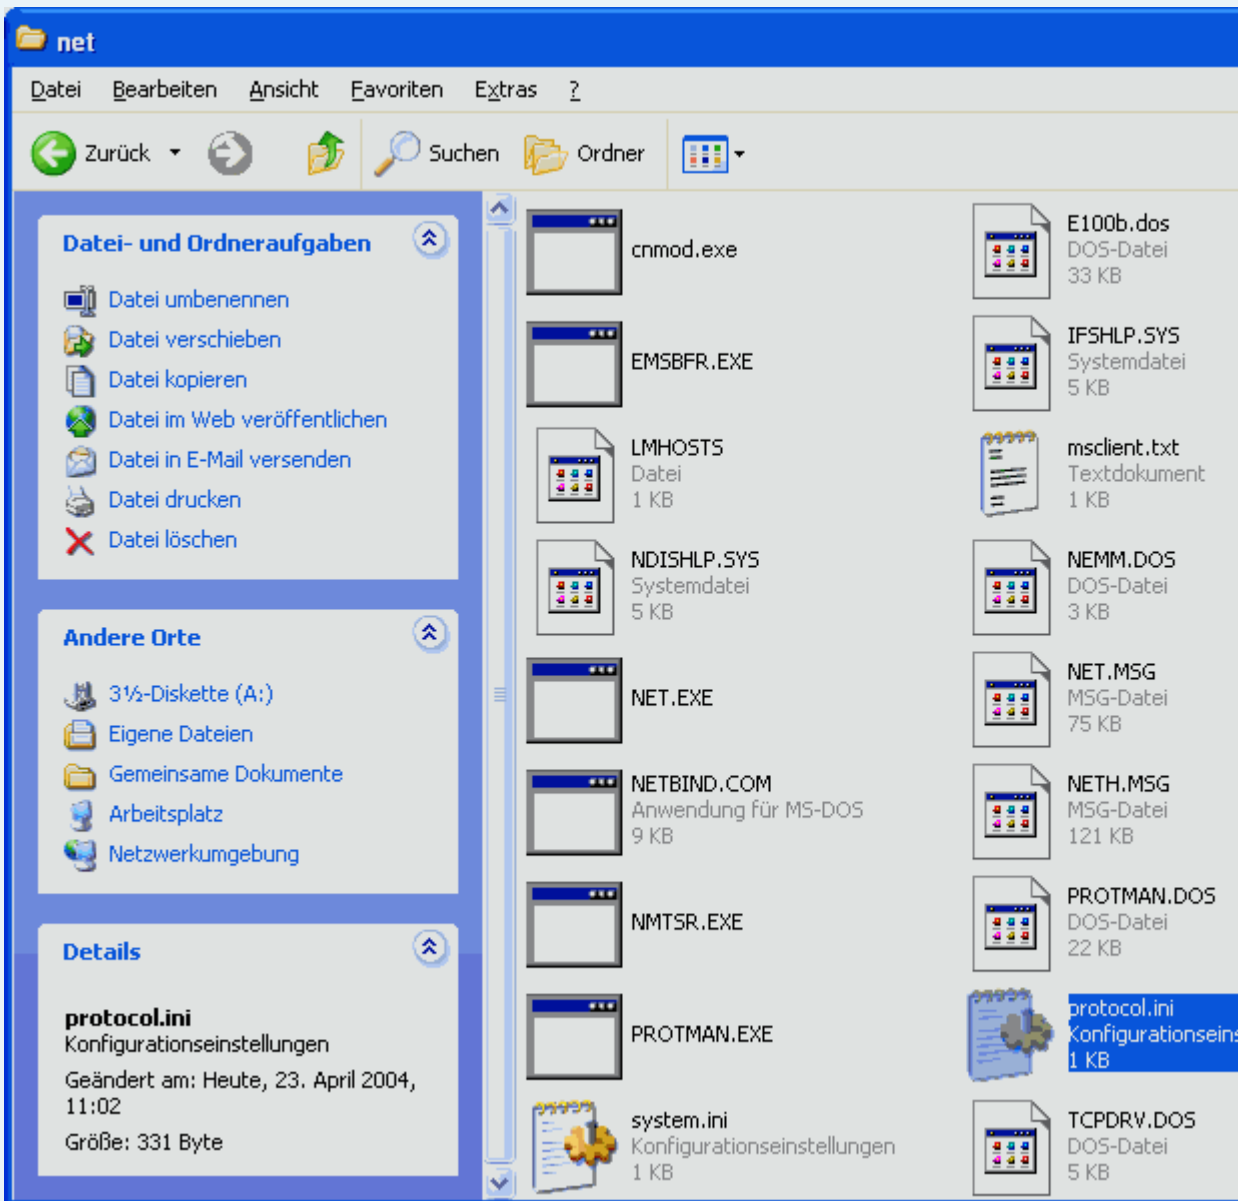 net
Datei Bearbeiten Ansicht Favoriten Extras ?
Zurück Suchen Ordner
Datei- und Ordneraufgaben
Datei umbenennen
Datei verschieben
Datei kopieren
Datei im Web veröffentlichen
Datei in E-Mail versenden
Datei drucken
Datei löschen
Andere Orte
3½-Diskette (A:)
Eigene Dateien
Gemeinsame Dokumente
Arbeitsplatz
Netzwerkumgebung
Details
protocol.ini
Konfigurationseinstellungen
Geändert am: Heute, 23. April 2004,
11:02
Größe: 331 Byte
cnmod.exe
E100b.dos
DOS-Datei
33 KB
EMSBFR.EXE
IFSHLP.SYS
Systemdatei
5 KB
LMHOSTS
Datei
1 KB
msclient.txt
Textdokument
1 KB
NDISHLP.SYS
Systemdatei
5 KB
NEMM.DOS
DOS-Datei
3 KB
NET.EXE
NET.MSG
MSG-Datei
75 KB
NETBIND.COM
Anwendung für MS-DOS
9 KB
NETH.MSG
MSG-Datei
121 KB
NMTSR.EXE
PROTMAN.DOS
DOS-Datei
22 KB
PROTMAN.EXE
protocol.ini
Konfigurationseins
1 KB
system.ini
Konfigurationseinstellungen
1 KB
TCPDRV.DOS
DOS-Datei
5 KB